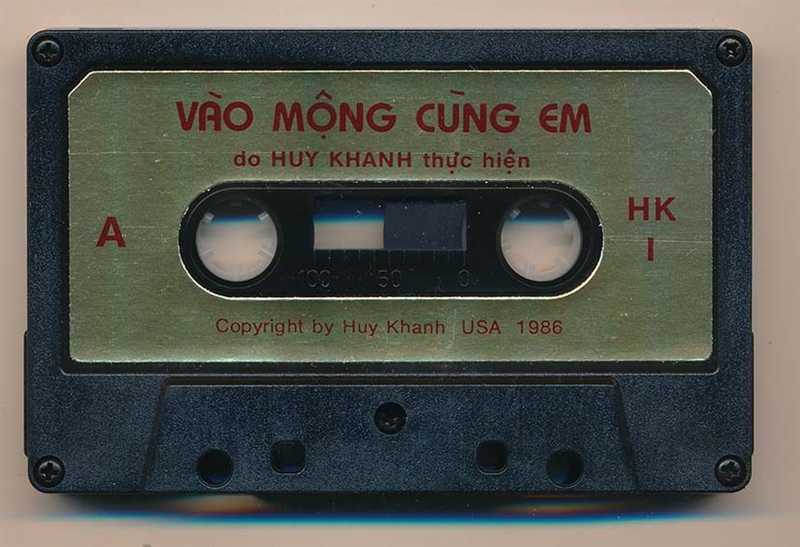 VÀO MỘNG CÙNG EM
do HUY KHANH thực hiện
A
HK
I
100 50 0
Copyright by Huy Khanh USA 1986